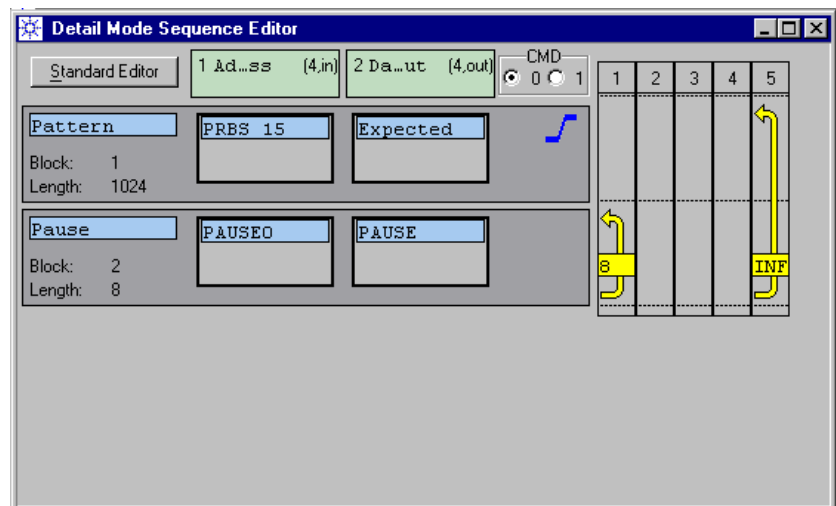 Detail Mode Sequence Editor
Standard Editor
1 Ad…ss (4,in)
2 Da…ut (4,out)
CMD
0 1
1 2 3 4 5
Pattern
PRBS 15
Expected
Block: 1
Length: 1024
Pause
PAUSE0
PAUSE
Block: 2
Length: 8
8
INF